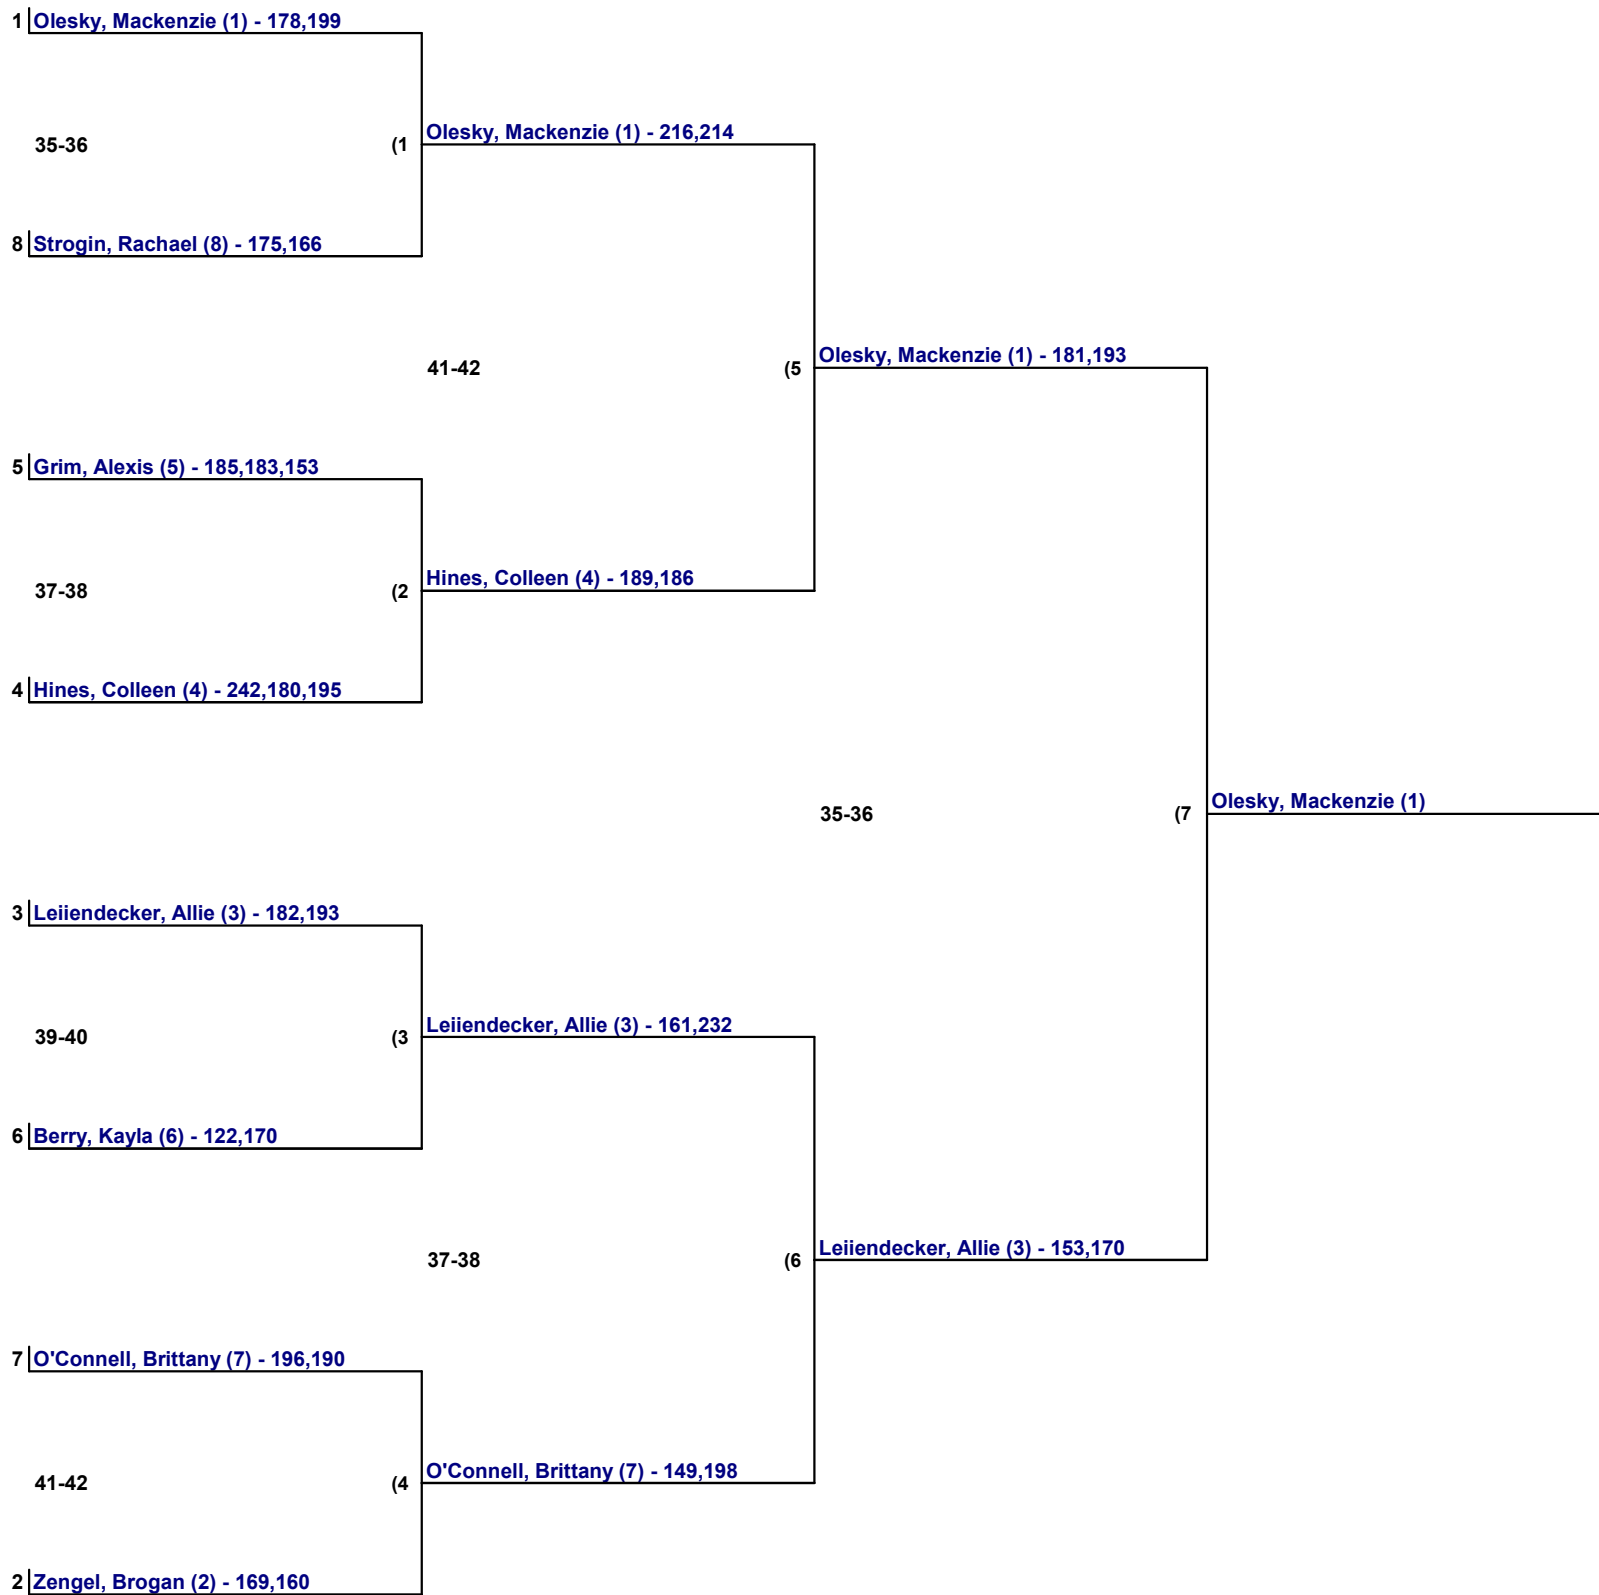 1 Olesky, Mackenzie (1) - 178,199
Olesky, Mackenzie (1) - 216,214
35-36 (1
8 Strogin, Rachael (8) - 175,166
Olesky, Mackenzie (1) - 181,193
41-42 (5
5 Grim, Alexis (5) - 185,183,153
Hines, Colleen (4) - 189,186
37-38 (2
4 Hines, Colleen (4) - 242,180,195
Olesky, Mackenzie (1)
35-36 (7
3 Leiiendecker, Allie (3) - 182,193
Leiiendecker, Allie (3) - 161,232
39-40 (3
6 Berry, Kayla (6) - 122,170
Leiiendecker, Allie (3) - 153,170
37-38 (6
7 O'Connell, Brittany (7) - 196,190
O'Connell, Brittany (7) - 149,198
41-42 (4
2 Zengel, Brogan (2) - 169,160